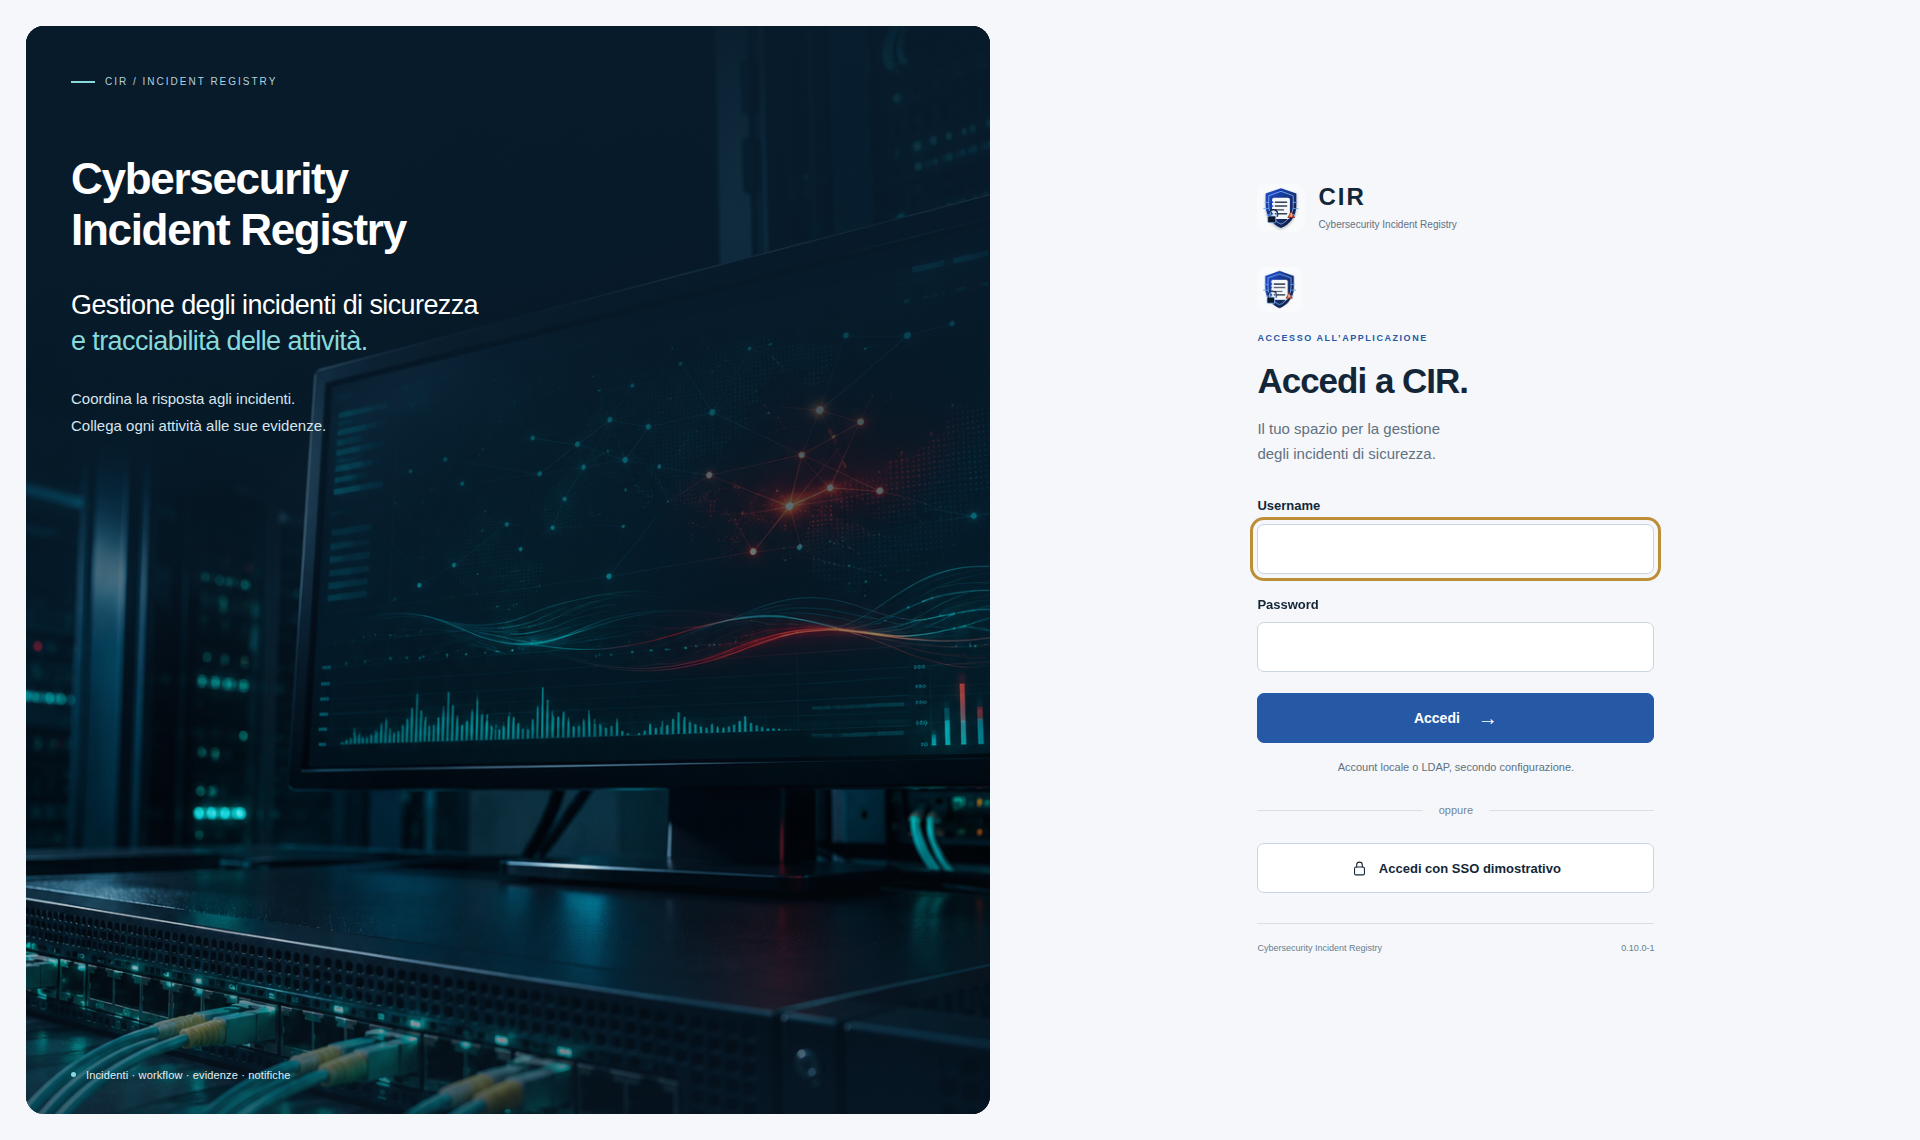 CIR / INCIDENT REGISTRY
Cybersecurity
Incident Registry
Gestione degli incidenti di sicurezza
e tracciabilità delle attività.
Coordina la risposta agli incidenti.
Collega ogni attività alle sue evidenze.
Incidenti · workflow · evidenze · notifiche
CIR
Cybersecurity Incident Registry
ACCESSO ALL'APPLICAZIONE
Accedi a CIR.
Il tuo spazio per la gestione
degli incidenti di sicurezza.
Username
Password
Accedi →
Account locale o LDAP, secondo configurazione.
oppure
Accedi con SSO dimostrativo
Cybersecurity Incident Registry
0.10.0-1